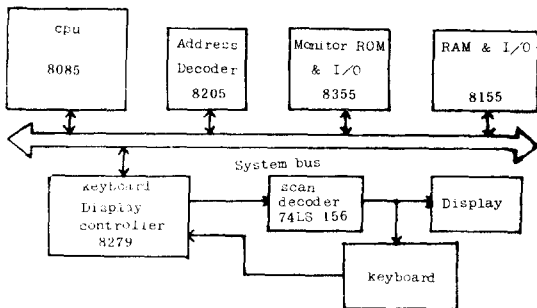 cpu
8085
Address
Decoder
8205
Monitor ROM
& I/O
8355
RAM & I/O
8155
System bus
keyboard
Display
controller
8279
scan
decoder
74LS 156
Display
keyboard